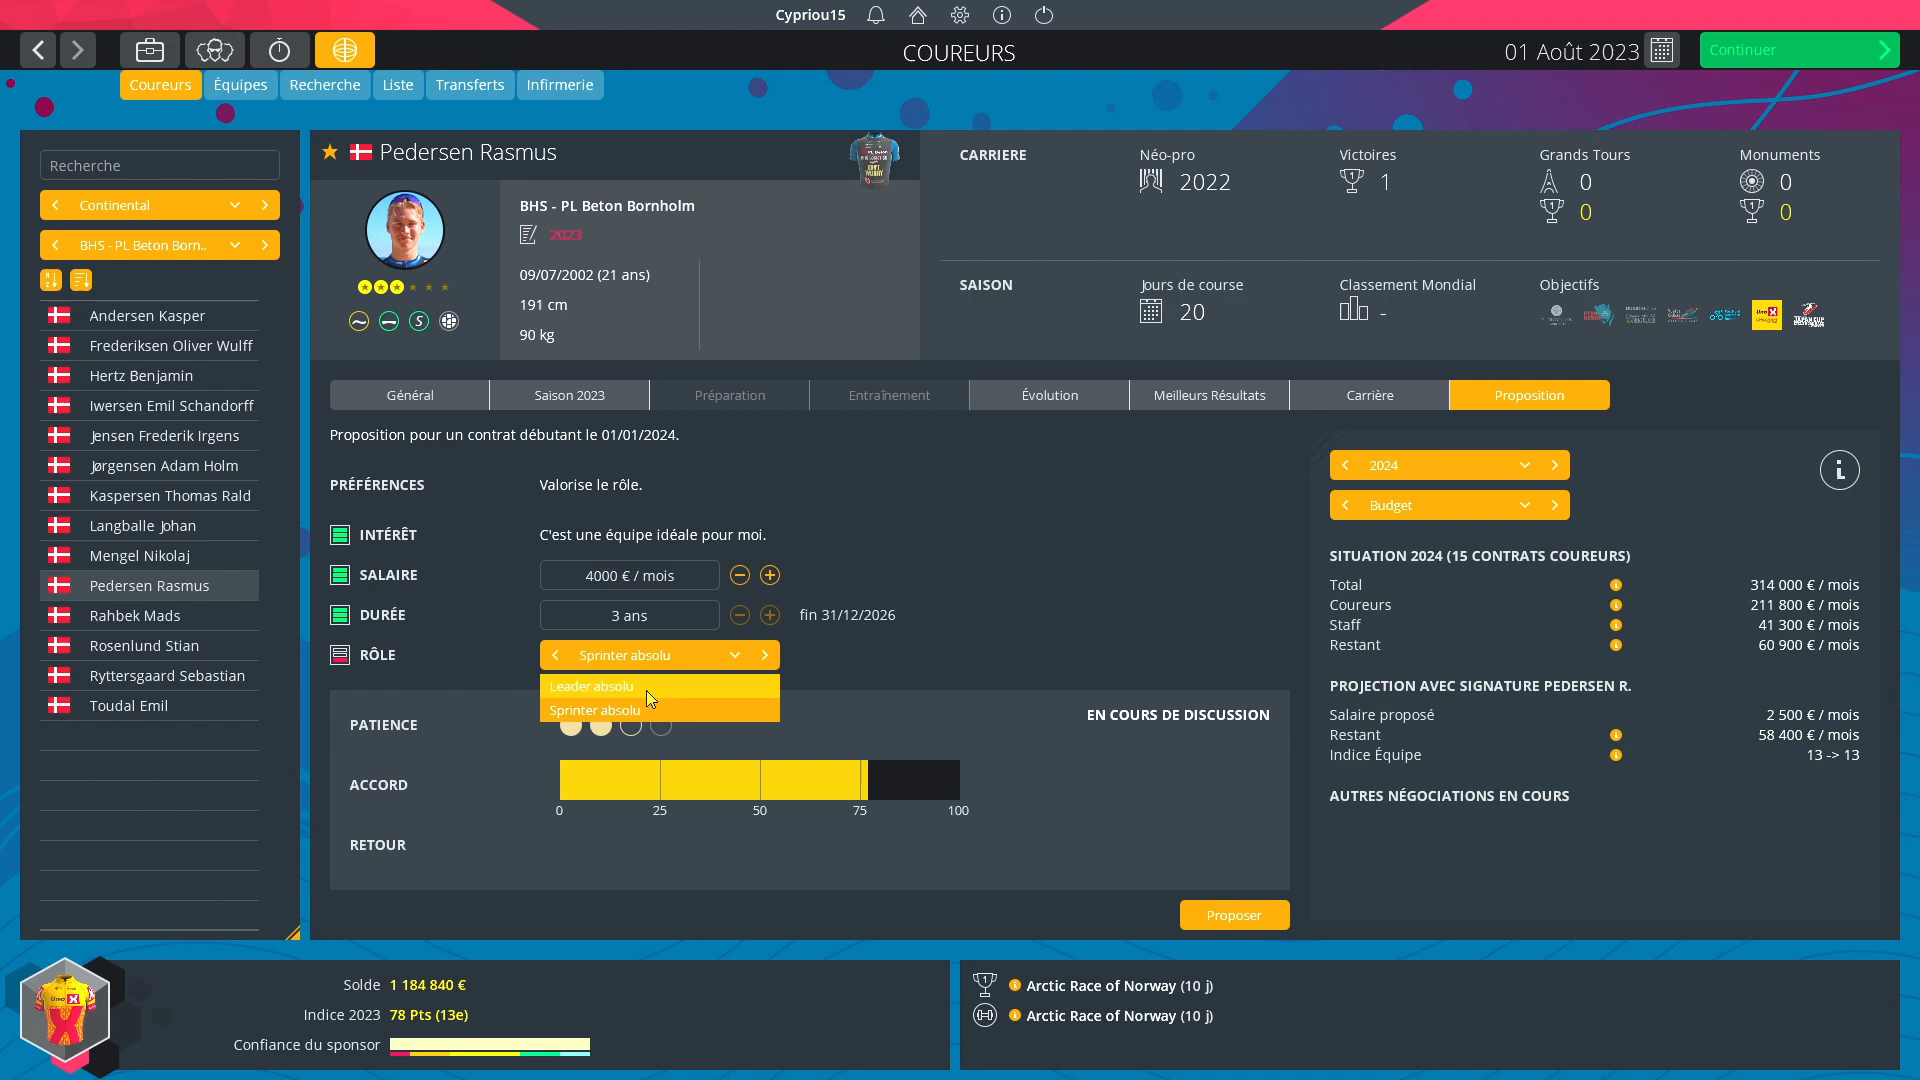 Cypriou15
COUREURS
01 Août 2023
Continuer
Coureurs
Équipes
Recherche
Liste
Transferts
Infirmerie
Recherche
Continental
BHS - PL Beton Born..
Andersen Kasper
Frederiksen Oliver Wulff
Hertz Benjamin
Iwersen Emil Schandorff
Jensen Frederik Irgens
Jørgensen Adam Holm
Kaspersen Thomas Rald
Langballe Johan
Mengel Nikolaj
Pedersen Rasmus
Rahbek Mads
Rosenlund Stian
Ryttersgaard Sebastian
Toudal Emil
Pedersen Rasmus
BHS - PL Beton Bornholm
2023
09/07/2002 (21 ans)
191 cm
90 kg
CARRIERE
Néo-pro
2022
Victoires
1
Grands Tours
0
0
Monuments
0
0
SAISON
Jours de course
20
Classement Mondial
-
Objectifs
Général
Saison 2023
Préparation
Entraînement
Évolution
Meilleurs Résultats
Carrière
Proposition
Proposition pour un contrat débutant le 01/01/2024.
PRÉFÉRENCES
Valorise le rôle.
INTÉRÊT
C'est une équipe idéale pour moi.
SALAIRE
4000 € / mois
DURÉE
3 ans
fin 31/12/2026
RÔLE
Sprinter absolu
Leader absolu
Sprinter absolu
PATIENCE
EN COURS DE DISCUSSION
ACCORD
0 25 50 75 100
RETOUR
Proposer
2024
Budget
SITUATION 2024 (15 CONTRATS COUREURS)
Total 314 000 € / mois
Coureurs 211 800 € / mois
Staff 41 300 € / mois
Restant 60 900 € / mois
PROJECTION AVEC SIGNATURE PEDERSEN R.
Salaire proposé 2 500 € / mois
Restant 58 400 € / mois
Indice Équipe 13 -> 13
AUTRES NÉGOCIATIONS EN COURS
Solde 1 184 840 €
Indice 2023 78 Pts (13e)
Confiance du sponsor
Arctic Race of Norway (10 j)
Arctic Race of Norway (10 j)